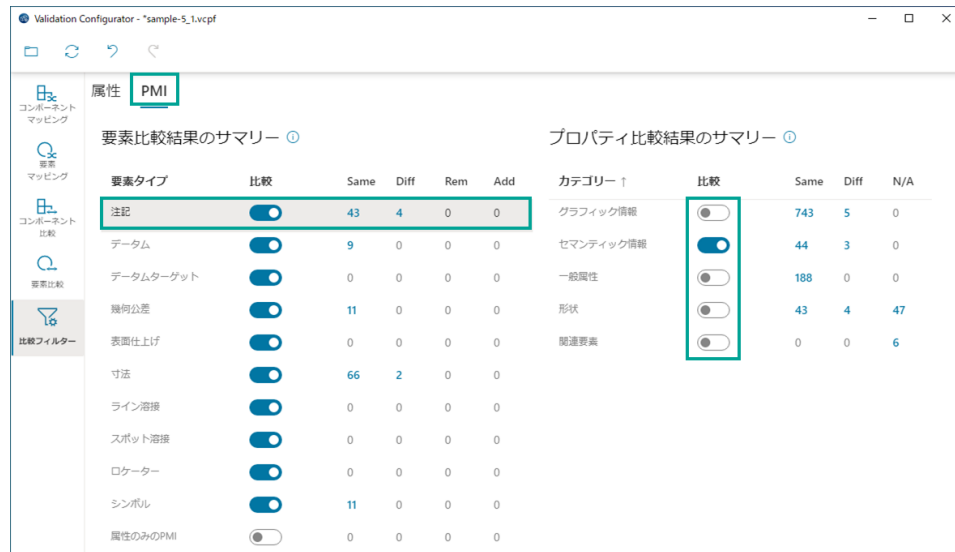 Validation Configurator - *sample-5_1.vcpf
属性 PMI
コンポーネント
マッピング
要素
マッピング
コンポーネント
比較
要素比較
比較フィルター
要素比較結果のサマリー
要素タイプ 比較 Same Diff Rem Add
注記 43 4 0 0
データム 9 0 0 0
データムターゲット 0 0 0 0
幾何公差 11 0 0 0
表面仕上げ 0 0 0 0
寸法 66 2 0 0
ライン溶接 0 0 0 0
スポット溶接 0 0 0 0
ロケーター 0 0 0 0
シンボル 11 0 0 0
属性のみのPMI 0 0 0 0
プロパティ比較結果のサマリー
カテゴリー ↑ 比較 Same Diff N/A
グラフィック情報 743 5 0
セマンティック情報 44 3 0
一般属性 188 0 0
形状 43 4 47
関連要素 0 0 6